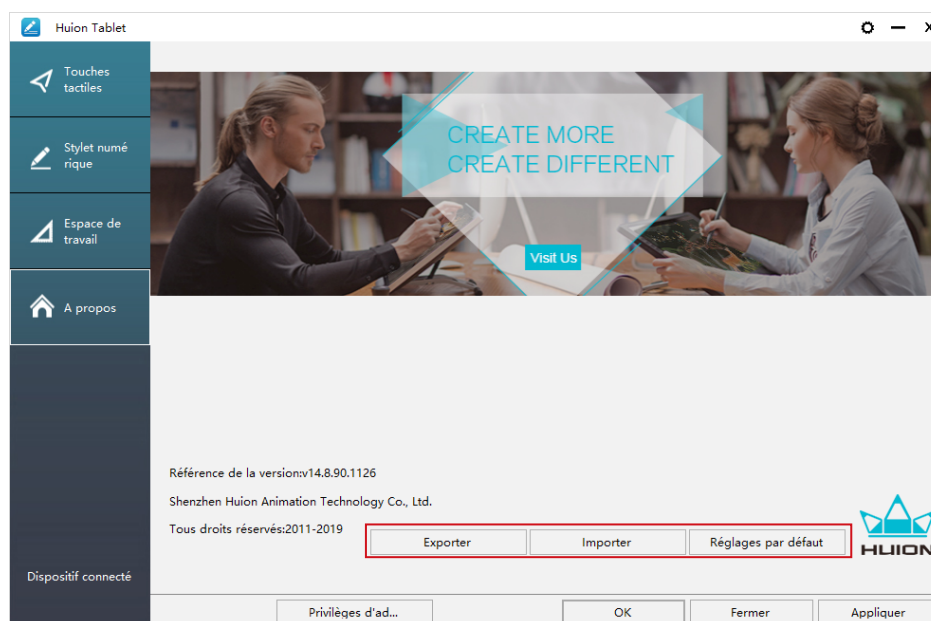 Huion Tablet
Touches
tactiles
Stylet numé
rique
Espace de
travail
A propos
Dispositif connecté
CREATE MORE
CREATE DIFFERENT
Visit Us
Référence de la version:v14.8.90.1126
Shenzhen Huion Animation Technology Co., Ltd.
Tous droits réservés:2011-2019
Exporter Importer Réglages par défaut
HUION
Privilèges d'ad... OK Fermer Appliquer